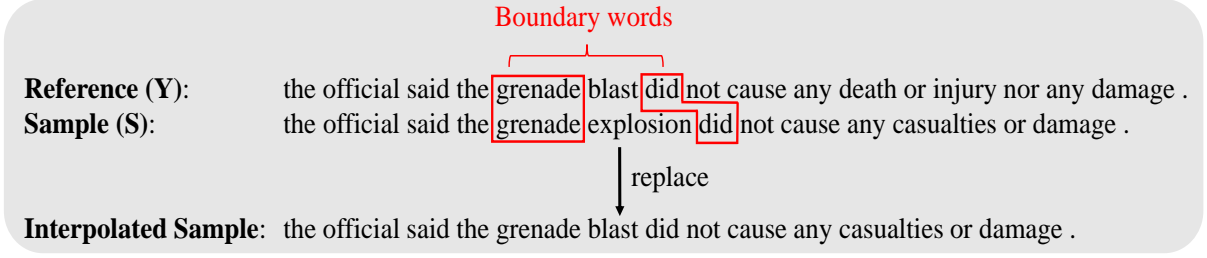 Boundary words
Reference (Y): the official said the grenade blast did not cause any death or injury nor any damage .
Sample (S): the official said the grenade explosion did not cause any casualties or damage .
replace
Interpolated Sample: the official said the grenade blast did not cause any casualties or damage .